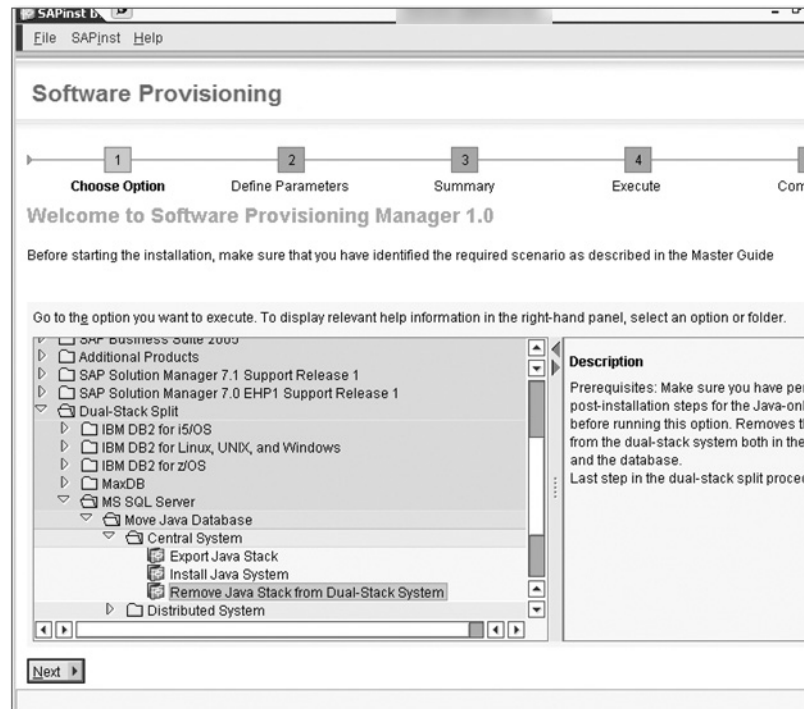 SAPinst
File SAPinst Help
Software Provisioning
1 2 3 4
Choose Option Define Parameters Summary Execute
Welcome to Software Provisioning Manager 1.0
Before starting the installation, make sure that you have identified the required scenario as described in the Master Guide
Go to the option you want to execute. To display relevant help information in the right-hand panel, select an option or folder.
SAP Business Suite 2005
Additional Products
SAP Solution Manager 7.1 Support Release 1
SAP Solution Manager 7.0 EHP1 Support Release 1
Dual-Stack Split
IBM DB2 for i5/OS
IBM DB2 for Linux, UNIX, and Windows
IBM DB2 for z/OS
MaxDB
MS SQL Server
Move Java Database
Central System
Export Java Stack
Install Java System
Remove Java Stack from Dual-Stack System
Distributed System
Description
Prerequisites: Make sure you have
post-installation steps for the
before running this option. Removes
from the dual-stack system both in the
and the database.
Last step in the dual-stack split
Next